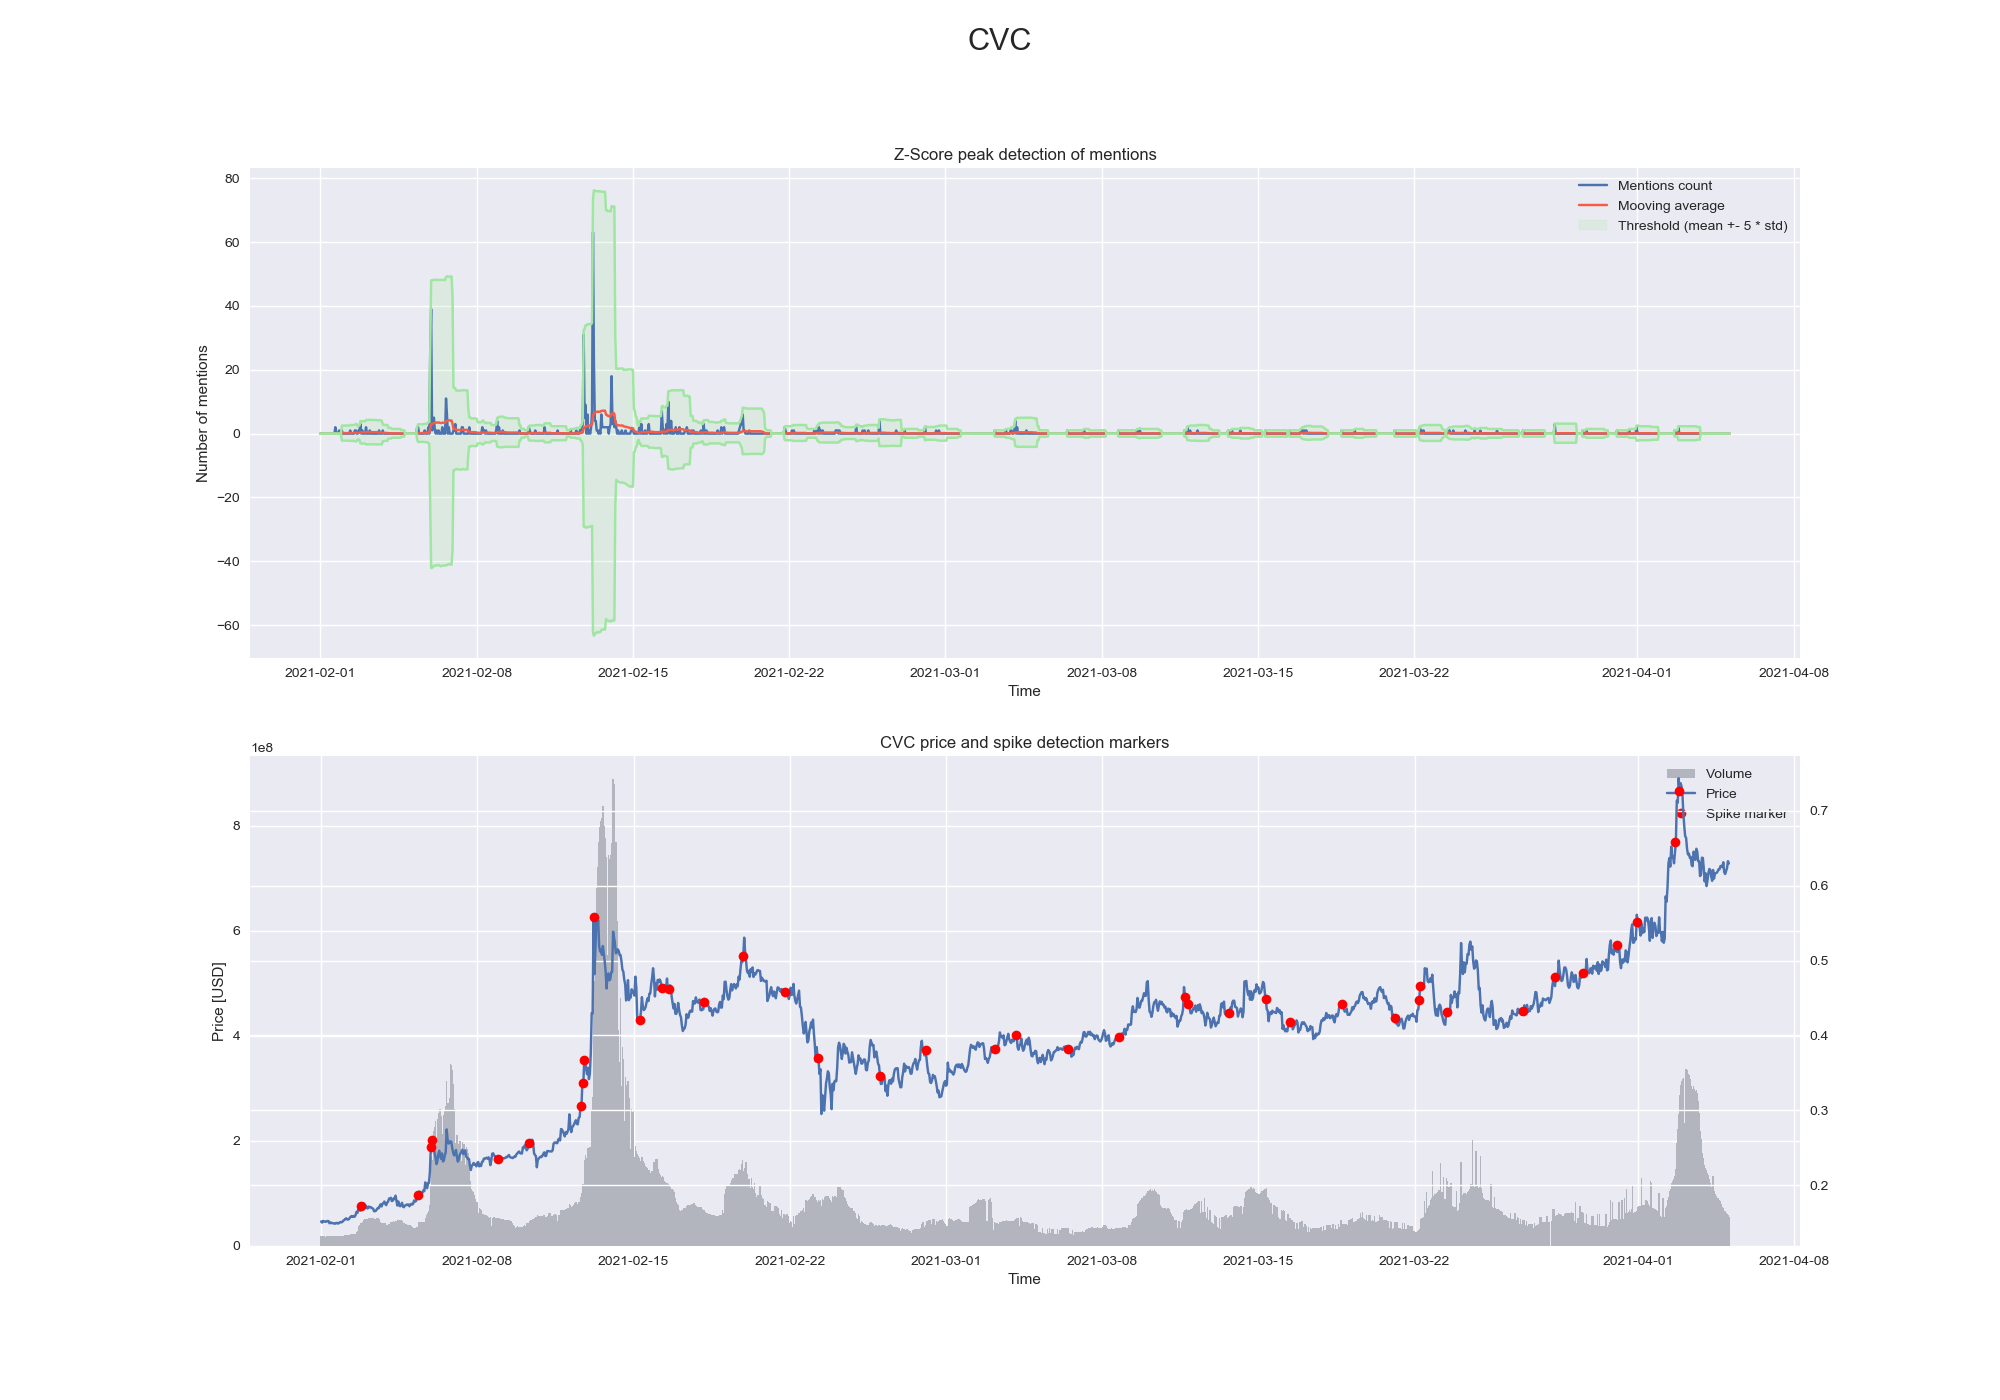 CVC
Z-Score peak detection of mentions
Mentions count
Mooving average
Threshold (mean +- 5 * std)
Number of mentions
80
60
40
20
0
−20
−40
−60
2021-02-01 2021-02-08 2021-02-15 2021-02-22 2021-03-01 2021-03-08 2021-03-15 2021-03-22 2021-04-01 2021-04-08
Time
CVC price and spike detection markers
1e8
Volume
Price
Spike marker
Price [USD]
8
6
4
2
0
0.7
0.6
0.5
0.4
0.3
0.2
2021-02-01 2021-02-08 2021-02-15 2021-02-22 2021-03-01 2021-03-08 2021-03-15 2021-03-22 2021-04-01 2021-04-08
Time